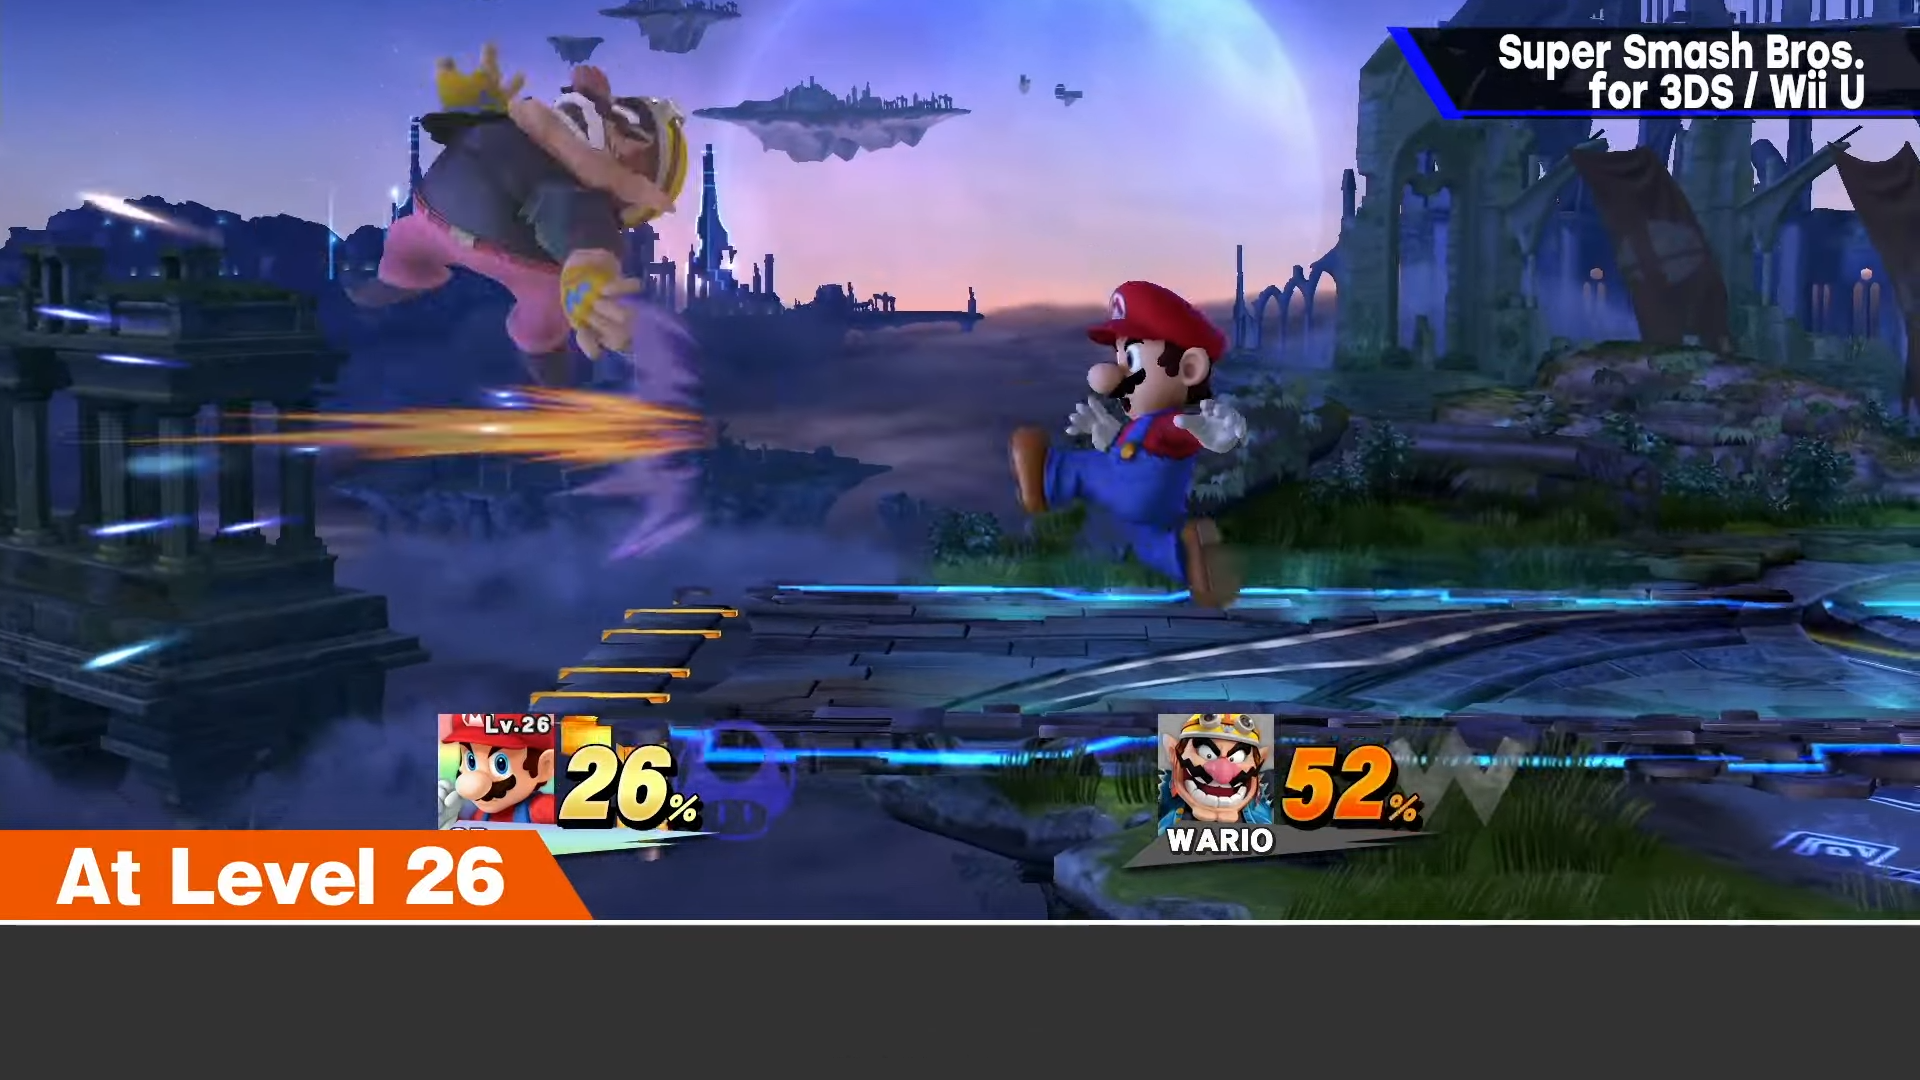 Super Smash Bros.
for 3DS / Wii U
Lv.26
26%
52%
WARIO
At Level 26